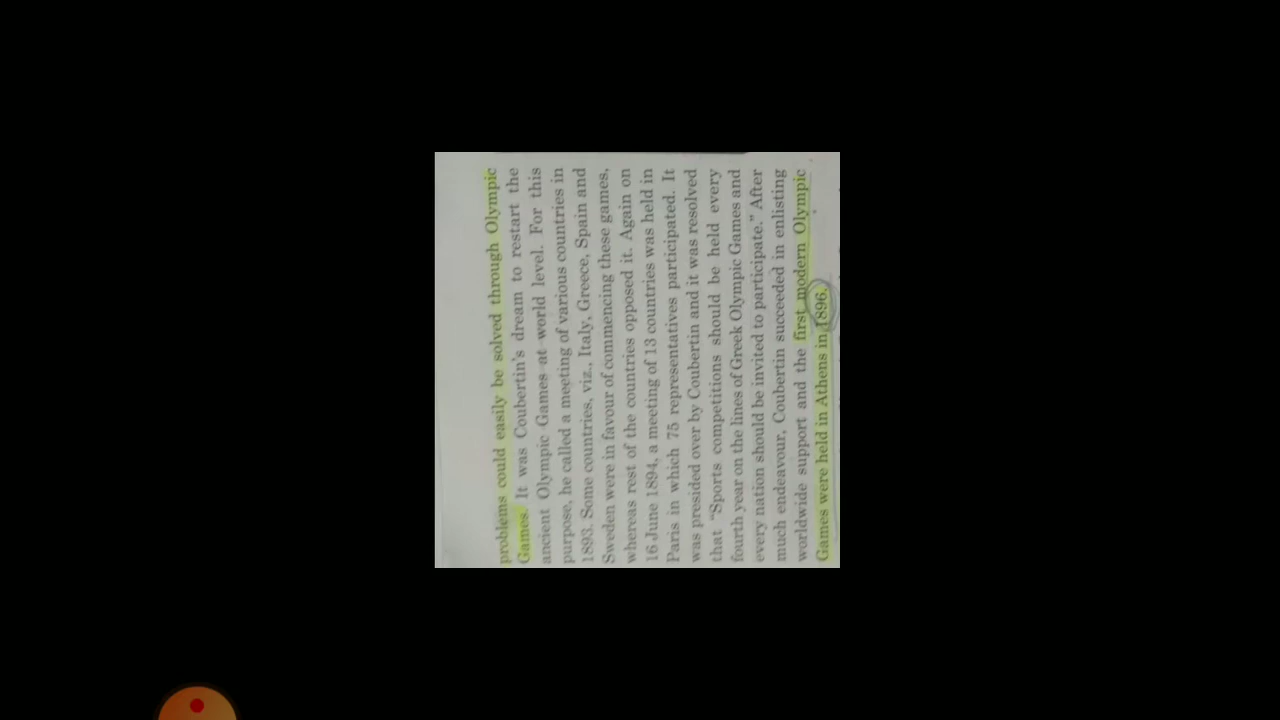 problems could easily be solved through Olympic
Games. It was Coubertin's dream to restart the
ancient Olympic Games at world level. For this
purpose, he called a meeting of various countries in
1893. Some countries, viz., Italy, Greece, Spain and
Sweden were in favour of commencing these games,
whereas rest of the countries opposed it. Again on
16 June 1894, a meeting of 13 countries was held in
Paris in which 75 representatives participated. It
was presided over by Coubertin and it was resolved
that "Sports competitions should be held every
fourth year on the lines of Greek Olympic Games and
every nation should be invited to participate." After
much endeavour, Coubertin succeeded in enlisting
worldwide support and the first modern Olympic
Games were held in Athens in 1896.